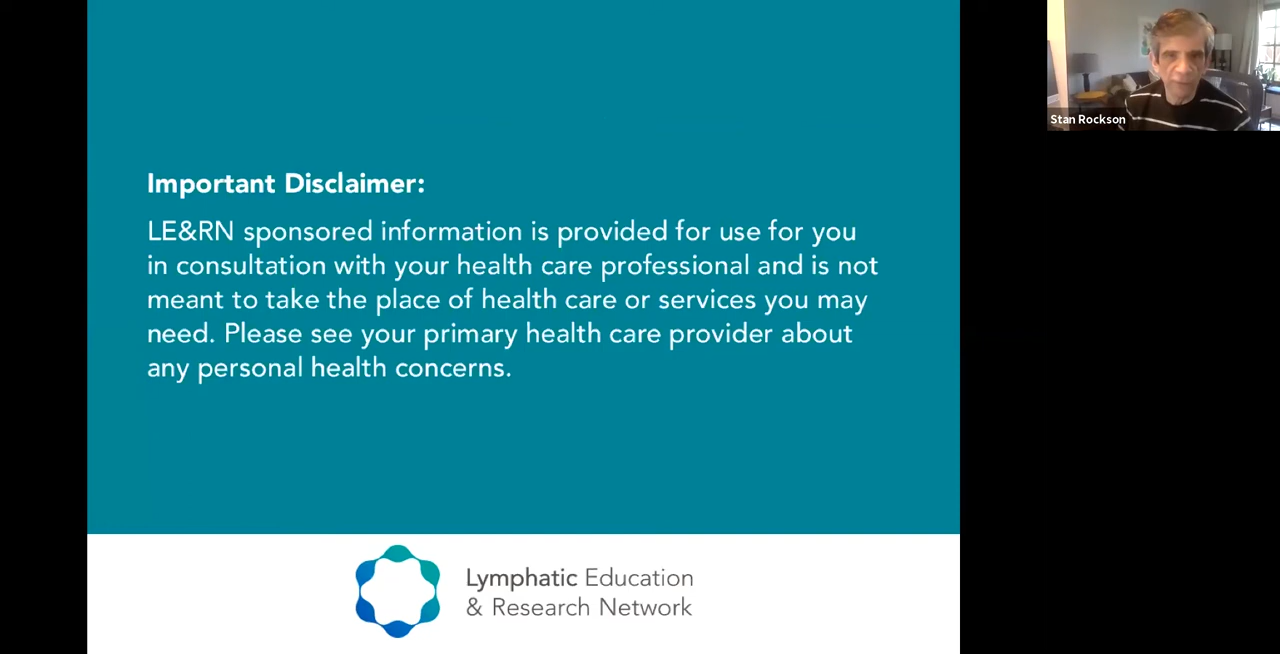 Important Disclaimer:
LE&RN sponsored information is provided for use for you
in consultation with your health care professional and is not
meant to take the place of health care or services you may
need. Please see your primary health care provider about
any personal health concerns.
Lymphatic Education
& Research Network
Stan Rockson